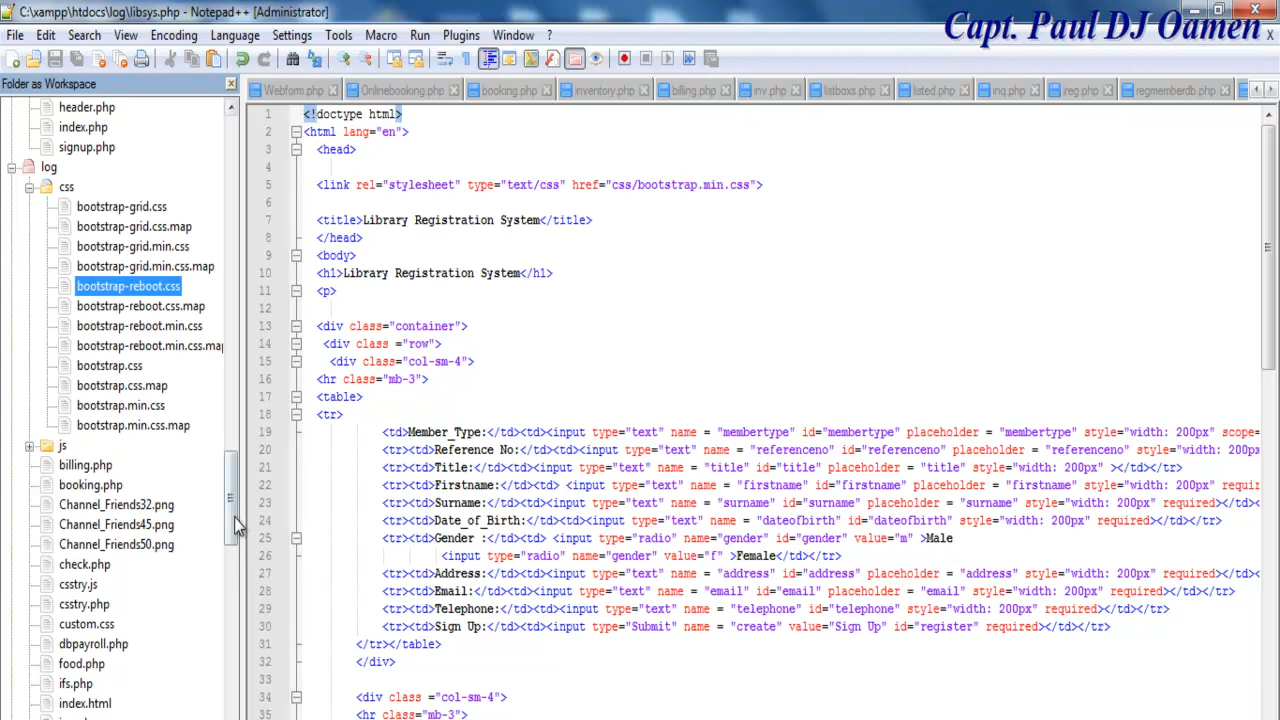 C:\xampp\htdocs\log\libsys.php - Notepad++ [Administrator]
Capt. Paul DJ Oamen
File Edit Search View Encoding Language Settings Tools Macro Run Plugins Window ? X
Folder as Workspace
Webform.php Onlinebooking.php booking.php inventory.php billing.php inv.php listboxs.php listed.php inq.php ireg.php regmemberdb.php
header.php
index.php
signup.php
log
css
bootstrap-grid.css
bootstrap-grid.css.map
bootstrap-grid.min.css
bootstrap-grid.min.css.map
bootstrap-reboot.css
bootstrap-reboot.css.map
bootstrap-reboot.min.css
bootstrap-reboot.min.css.map
bootstrap.css
bootstrap.css.map
bootstrap.min.css
bootstrap.min.css.map
js
billing.php
booking.php
Channel_Friends32.png
Channel_Friends45.png
Channel_Friends50.png
check.php
csstry.js
csstry.php
custom.css
dbpayroll.php
food.php
ifs.php
index.html
1 <!doctype html>
2 <html lang="en">
3 <head>
4
5 <link rel="stylesheet" type="text/css" href="css/bootstrap.min.css">
6
7 <title>Library Registration System</title>
8 </head>
9 <body>
10 <h1>Library Registration System</h1>
11 <p>
12
13 <div class="container">
14 <div class ="row">
15 <div class="col-sm-4">
16 <hr class="mb-3">
17 <table>
18 <tr>
19 <td>Member_Type:</td><td><input type="text" name = "membertype" id="membertype" placeholder = "membertype" style="width: 200px" scope=
20 <tr><td>Reference No:</td><td><input type="text" name = "referenceno" id="referenceno" placeholder = "referenceno" style="width: 200px
21 <tr><td>Title:</td><td><input type="text" name = "title" id="title" placeholder = "title" style="width: 200px" ></td></tr>
22 <tr><td>Firstname:</td><td> <input type="text" name = "firstname" id="firstname" placeholder = "firstname" style="width: 200px" requir
23 <tr><td>Surname:</td><td><input type="text" name = "surname" id="surname" placeholder = "surname" style="width: 200px" required></td><
24 <tr><td>Date_of_Birth:</td><td><input type="text" name = "dateofbirth" id="dateofbirth" style="width: 200px" required></td></tr>
25 <tr><td>Gender :</td><td> <input type="radio" name="gender" id="gender" value="m" >Male
26 <input type="radio" name="gender" value="f" >Female</td></tr>
27 <tr><td>Address:</td><td><input type="text" name = "address" id="address" placeholder = "address" style="width: 200px" required></td><
28 <tr><td>Email:</td><td><input type="text" name = "email" id="email" placeholder = "email" style="width: 200px" required></td></tr>
29 <tr><td>Telephone:</td><td><input type="text" name = "telephone" id="telephone" style="width: 200px" required></td></tr>
30 <tr><td>Sign Up:</td><td><input type="Submit" name = "create" value="Sign Up" id="register" required></td></tr>
31 </tr></table>
32 </div>
33
34 <div class ="col-sm-4">
35 <hr class="mb-3">